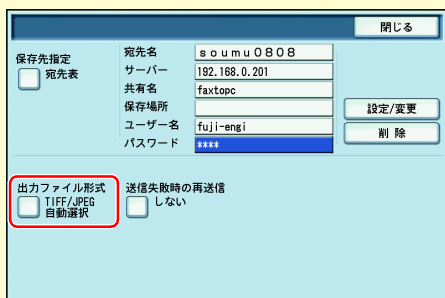 閉じる
保存先指定
宛先表
宛先名 soumu0808
サーバー 192.168.0.201
共有名 faxtopc
保存場所
ユーザー名 fuji-engi
パスワード ****
設定/変更
削除
出力ファイル形式
TIFF/JPEG
自動選択
送信失敗時の再送信
しない